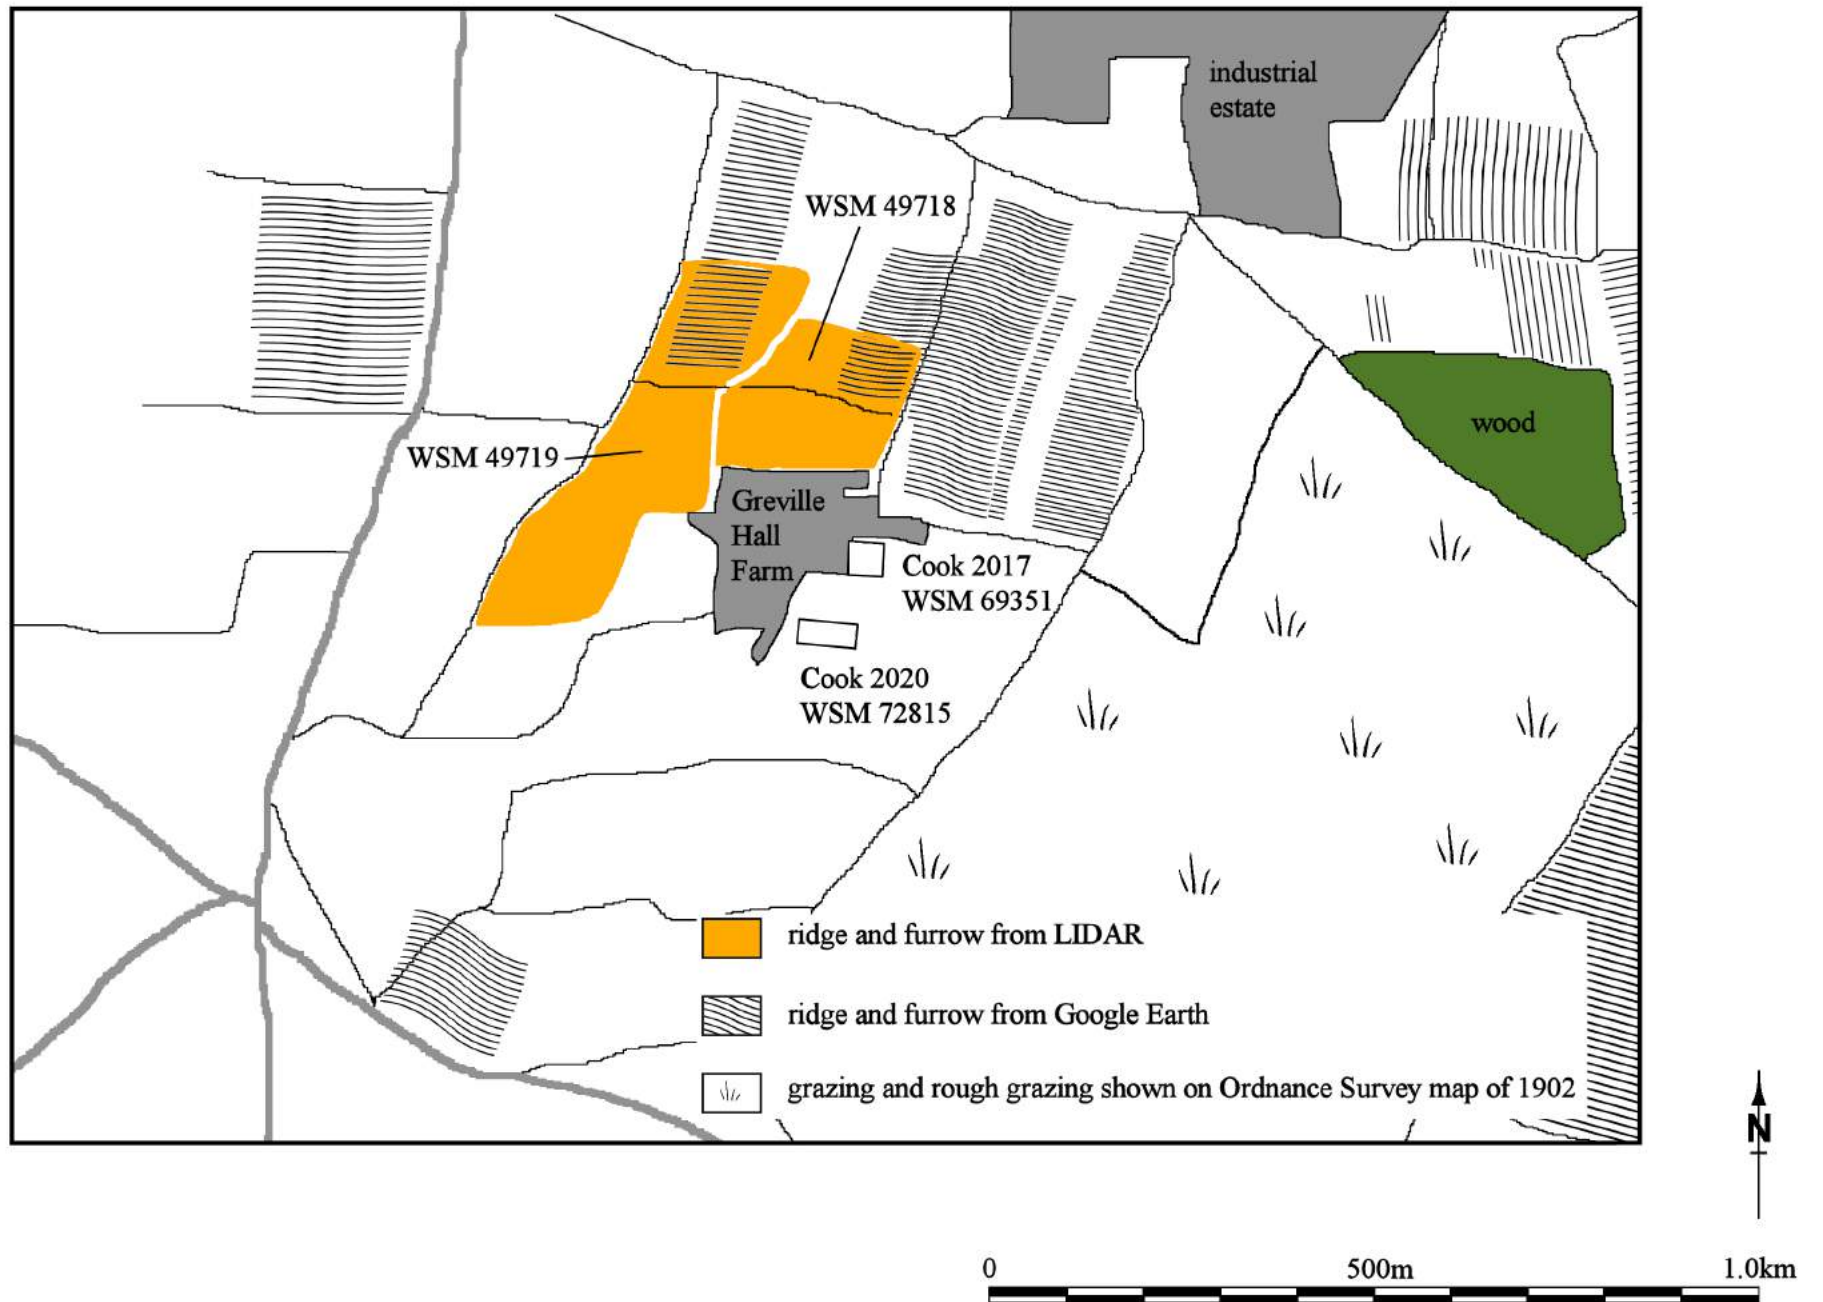 industrial
estate
WSM 49718
WSM 49719
wood
Greville
Hall
Farm
Cook 2017
WSM 69351
Cook 2020
WSM 72815
ridge and furrow from LIDAR
ridge and furrow from Google Earth
grazing and rough grazing shown on Ordnance Survey map of 1902
N
0 500m 1.0km